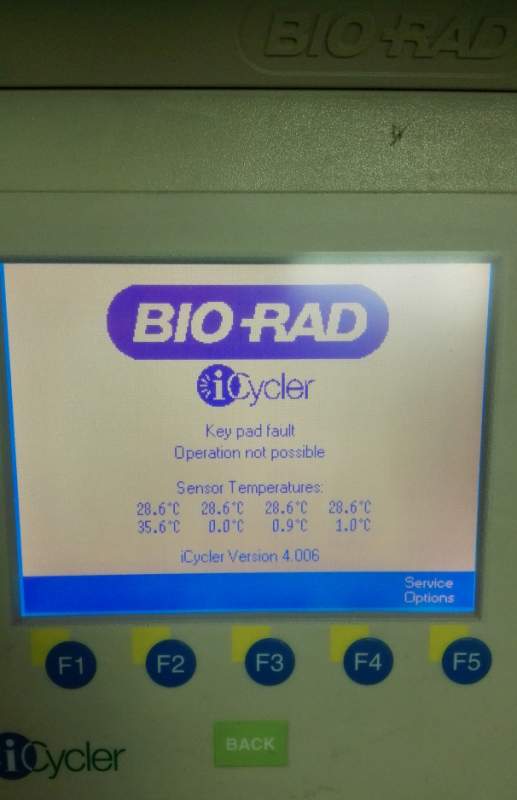 BIO-RAD
BIO-RAD
iCycler
Key pad fault
Operation not possible
Sensor Temperatures:
28.6°C 28.6°C 28.6°C 28.6°C
35.6°C 0.0°C 0.9°C 1.0°C
iCycler Version 4.006
Service
Options
F1 F2 F3 F4 F5
BACK
iCycler